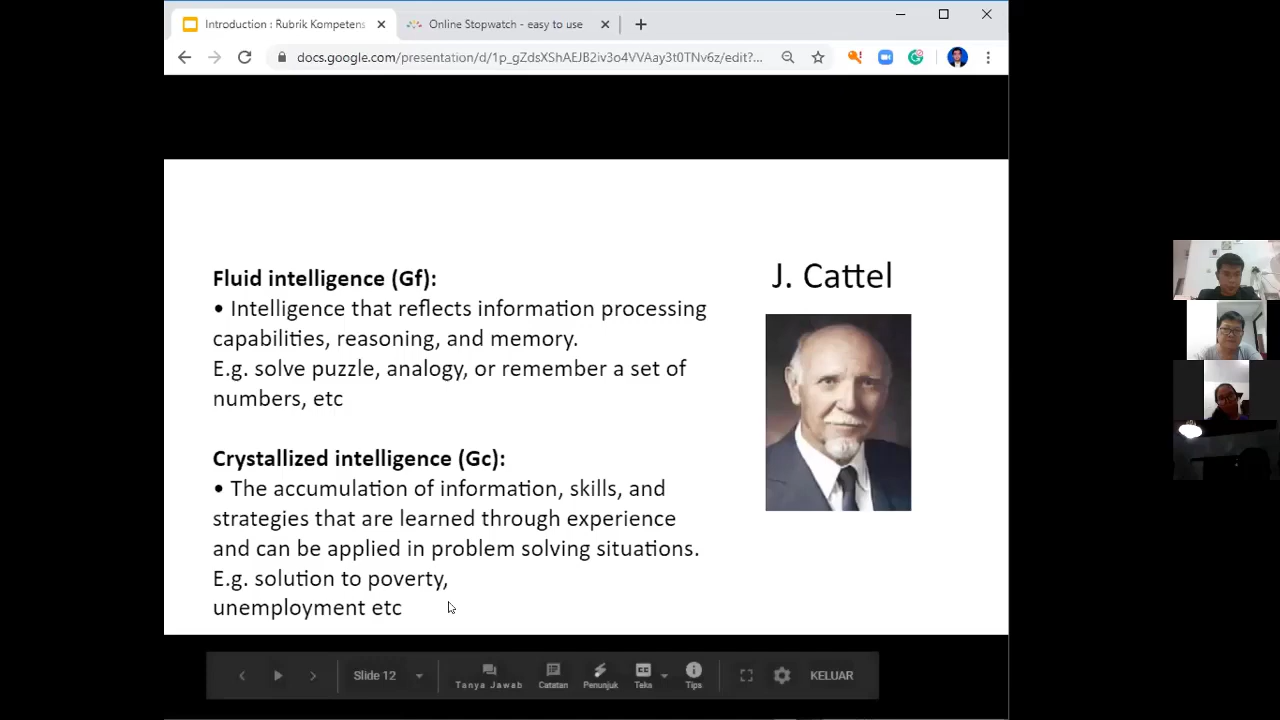 Introduction : Rubrik Kompetens
Online Stopwatch - easy to use
docs.google.com/presentation/d/1p_gZdsXShAEJB2iv3o4VVAay3t0TNv6z/edit?...
J. Cattel
Fluid intelligence (Gf):
• Intelligence that reflects information processing
capabilities, reasoning, and memory.
E.g. solve puzzle, analogy, or remember a set of
numbers, etc
Crystallized intelligence (Gc):
• The accumulation of information, skills, and
strategies that are learned through experience
and can be applied in problem solving situations.
E.g. solution to poverty,
unemployment etc
Slide 12
Tanya Jawab
Catatan
Penunjuk
CC
Teks
Tips
KELUAR